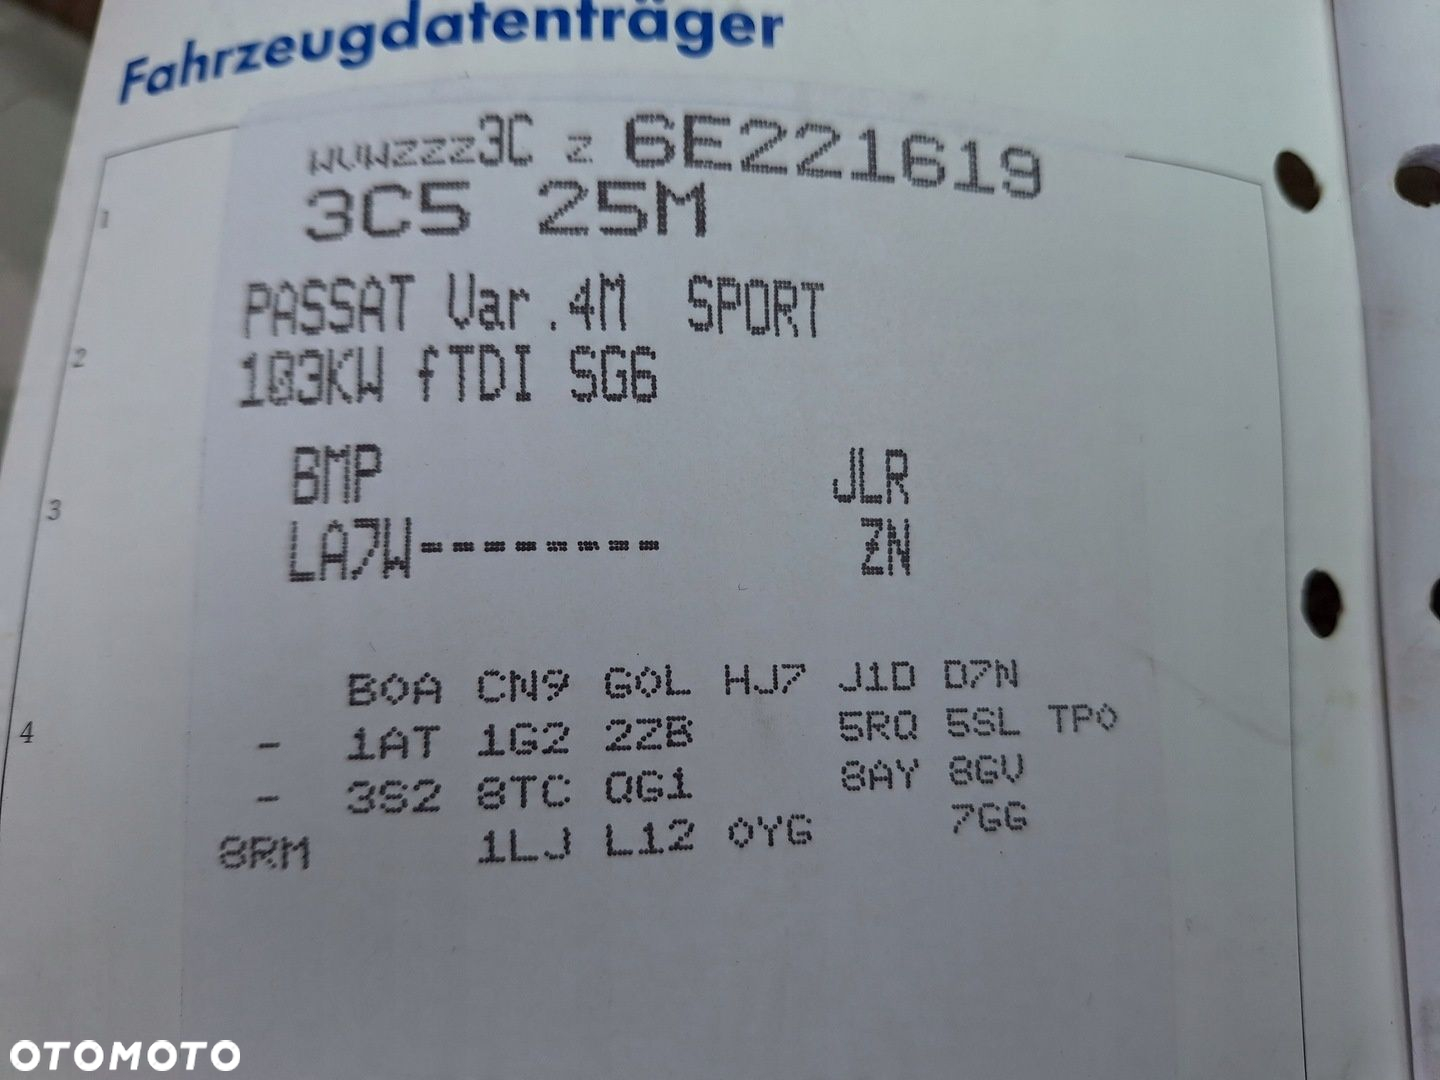 Fahrzeugdatenträger
WVWZZZ3C Z 6E221619
3C5 25M
1
PASSAT Var.4M SPORT
2
103KW fTDI SG6
BMP JLR
3
LA7W-------- ZN
B0A CN9 G0L HJ7 J1D D7N
4
- 1AT 1G2 2ZB 5RQ 5SL TP0
- 3S2 8TC QG1 8AY 8GV
8RM 1LJ L12 0YG 7GG
OTOMOTO